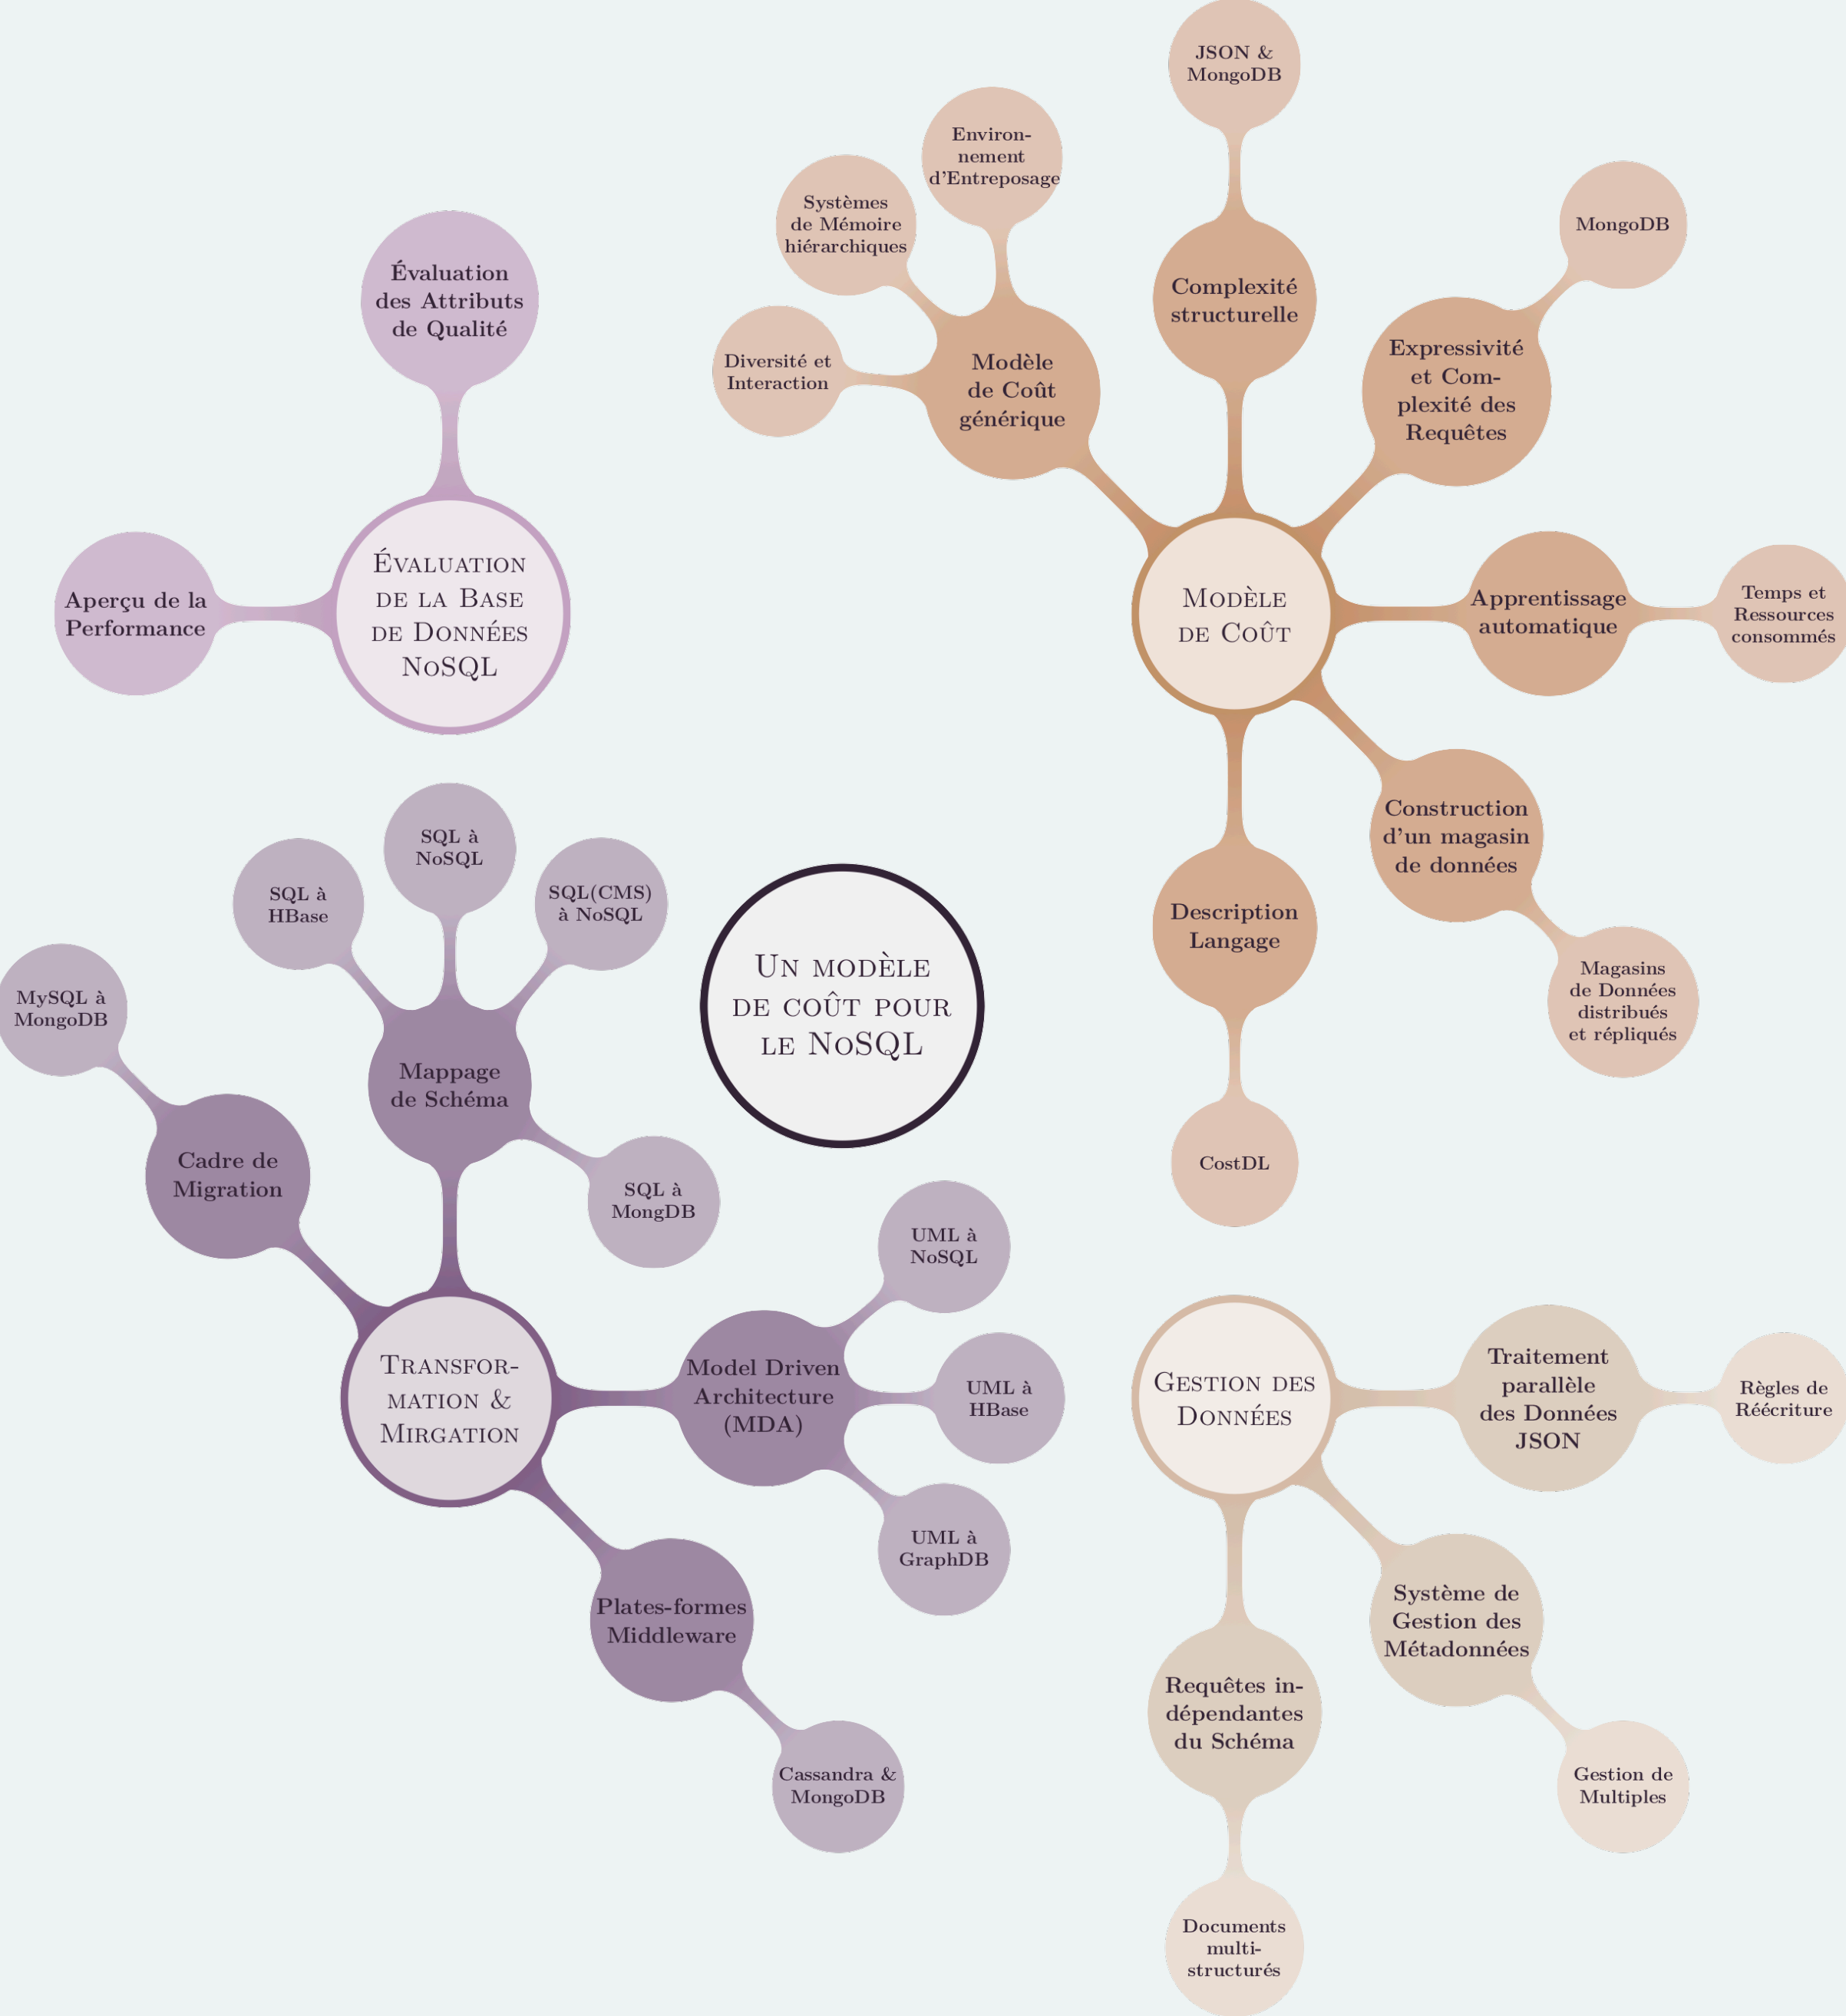 JSON &
MongoDB
Environ-
nement
d'Entreposage
Systèmes
de Mémoire
hiérarchiques
Diversité et
Interaction
Modèle
de Coût
générique
Complexité
structurelle
MongoDB
Expressivité
et Com-
plexité des
Requêtes
Modèle
de Coût
Apprentissage
automatique
Temps et
Ressources
consommés
Construction
d'un magasin
de données
Magasins
de Données
distribués
et répliqués
Description
Langage
CostDL
Évaluation
des Attributs
de Qualité
Aperçu de la
Performance
Évaluation
de la Base
de Données
NoSQL
Un modèle
de coût pour
le NoSQL
SQL à
NoSQL
SQL à
HBase
SQL(CMS)
à NoSQL
MySQL à
MongoDB
Mappage
de Schéma
Cadre de
Migration
SQL à
MongDB
Transfor-
mation &
Mirgation
Model Driven
Architecture
(MDA)
UML à
NoSQL
UML à
HBase
UML à
GraphDB
Plates-formes
Middleware
Cassandra &
MongoDB
Gestion des
Données
Traitement
parallèle
des Données
JSON
Règles de
Réécriture
Système de
Gestion des
Métadonnées
Gestion de
Multiples
Requêtes in-
dépendantes
du Schéma
Documents
multi-
structurés